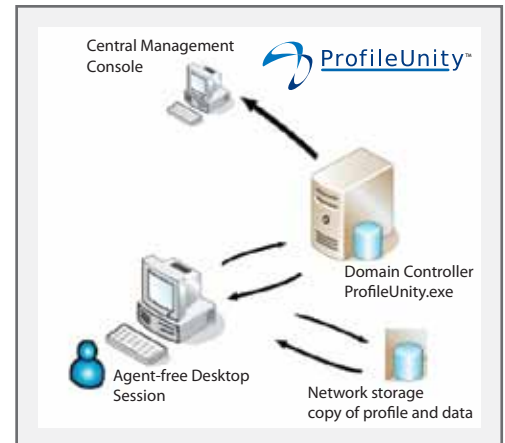 Central Management
Console
ProfileUnity™
Domain Controller
ProfileUnity.exe
Agent-free Desktop
Session
Network storage
copy of profile and data